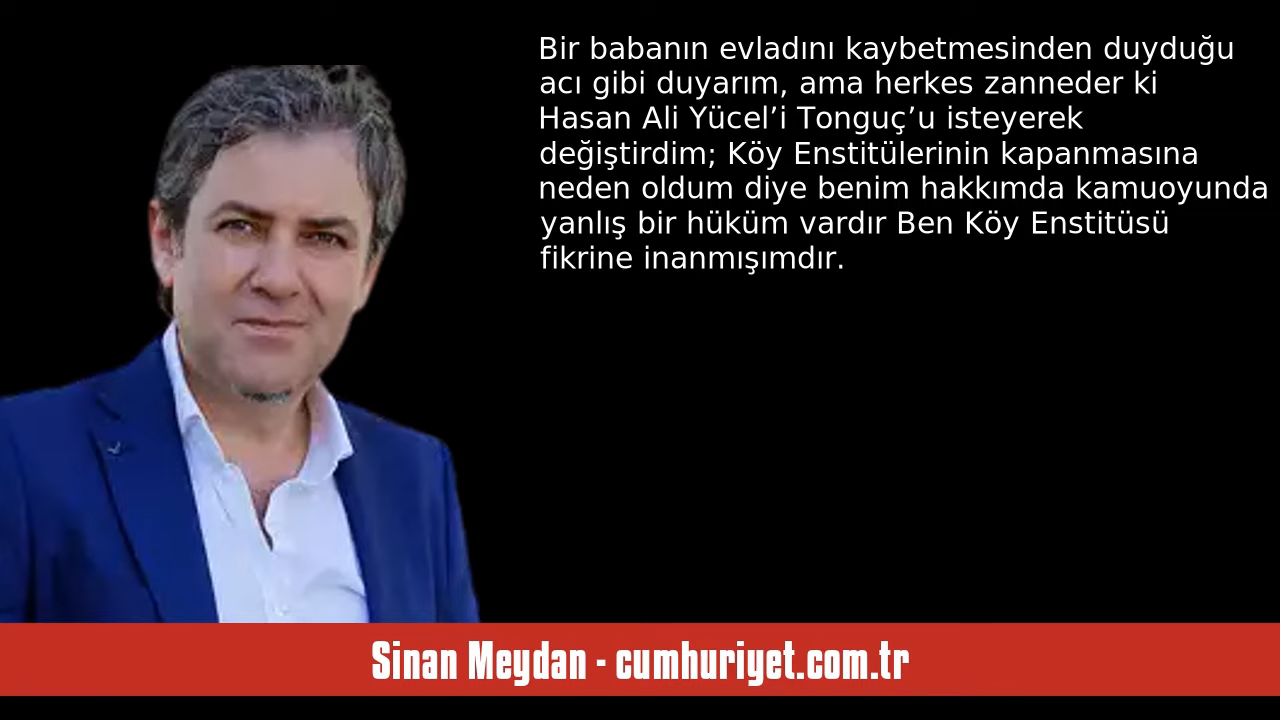 Bir babanın evladını kaybetmesinden duyduğu
acı gibi duyarım, ama herkes zanneder ki
Hasan Ali Yücel’i Tonguç’u isteyerek
değiştirdim; Köy Enstitülerinin kapanmasına
neden oldum diye benim hakkımda kamuoyunda
yanlış bir hüküm vardır Ben Köy Enstitüsü
fikrine inanmışımdır.
Sinan Meydan - cumhuriyet.com.tr